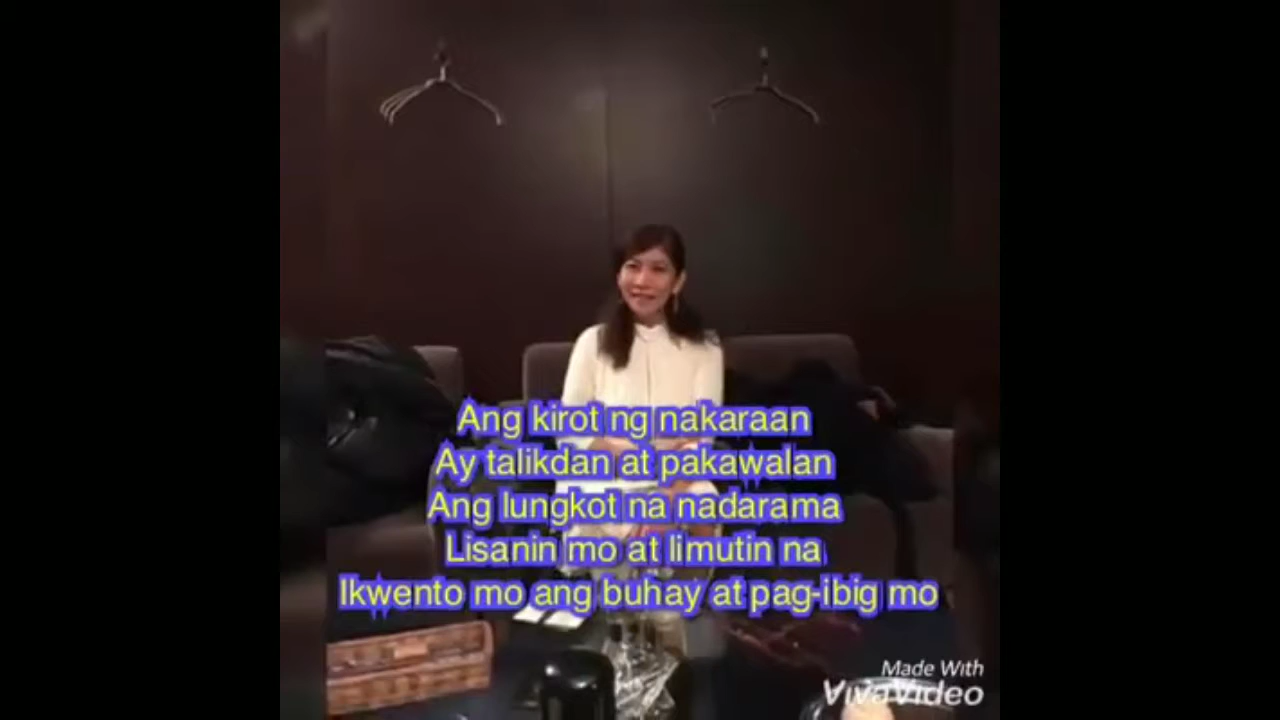 Ang kirot ng nakaraan
Ay talikdan at pakawalan
Ang lungkot na nadarama
Lisanin mo at limutin na
Ikwento mo ang buhay at pag-ibig mo
Made With
VivaVideo